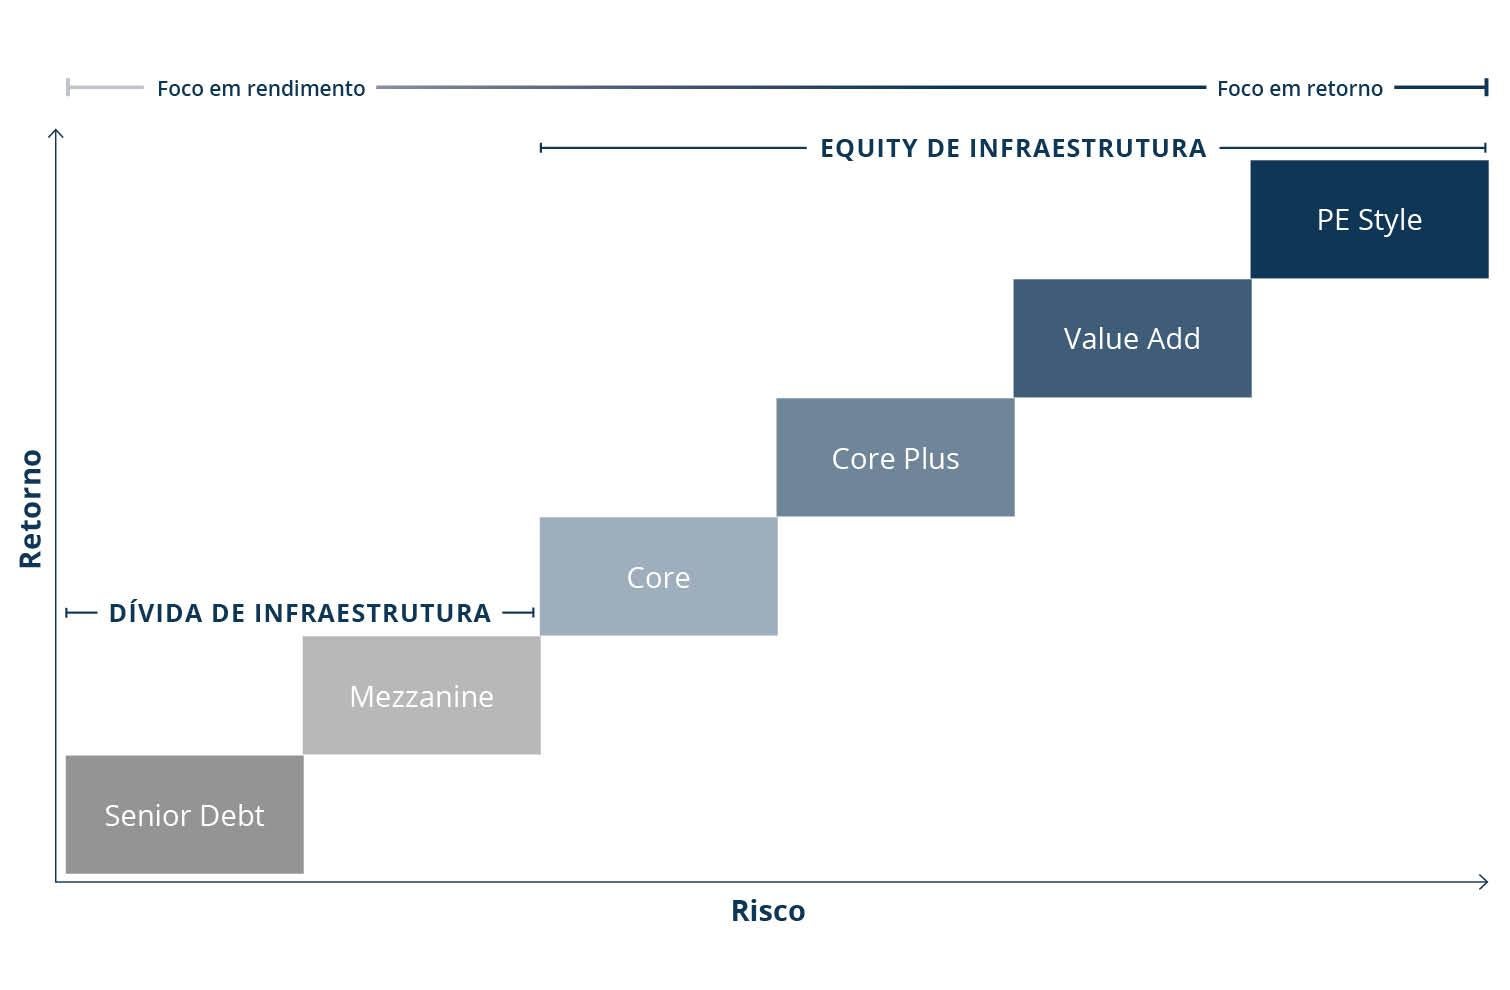 Foco em rendimento
Foco em retorno
EQUITY DE INFRAESTRUTURA
PE Style
Value Add
Core Plus
Retorno
Core
DÍVIDA DE INFRAESTRUTURA
Mezzanine
Senior Debt
Risco